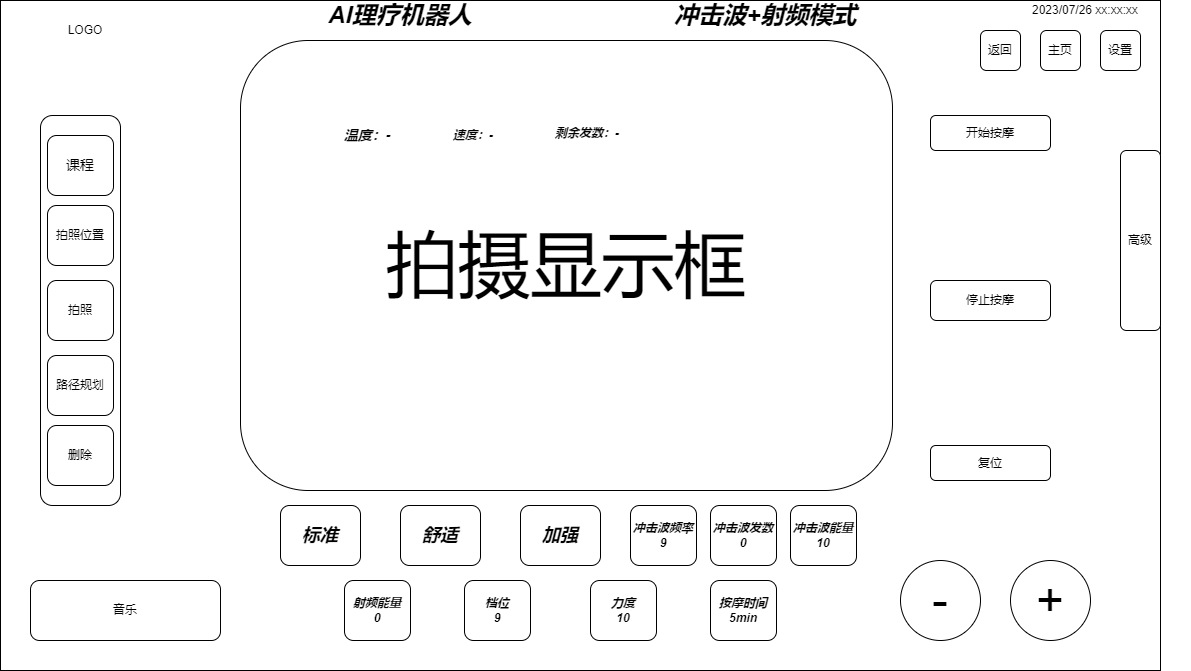 AI理疗机器人
冲击波+射频模式
2023/07/26 xx:xx:xx
LOGO
返回
主页
设置
课程
拍照位置
拍照
路径规划
删除
温度：-
速度：-
剩余发数：-
拍摄显示框
开始按摩
高级
停止按摩
复位
标准
舒适
加强
冲击波频率
9
冲击波发数
0
冲击波能量
10
音乐
射频能量
0
档位
9
力度
10
按摩时间
5min
-
+